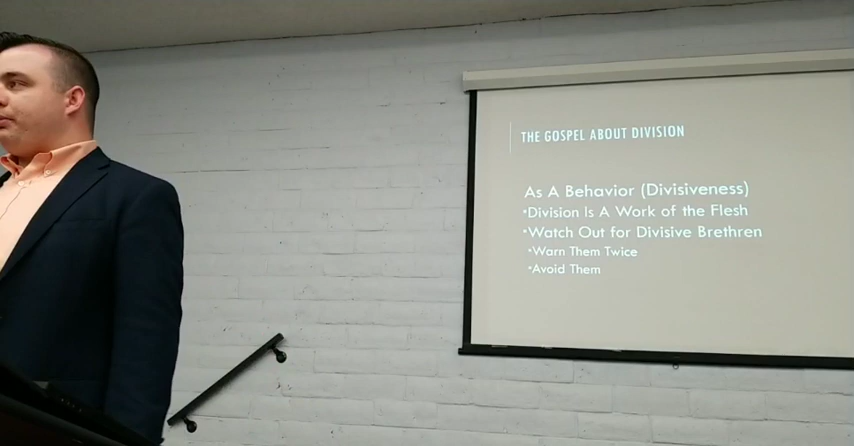 THE GOSPEL ABOUT DIVISION
As A Behavior (Divisiveness)
•Division Is A Work of the Flesh
•Watch Out for Divisive Brethren
•Warn Them Twice
•Avoid Them